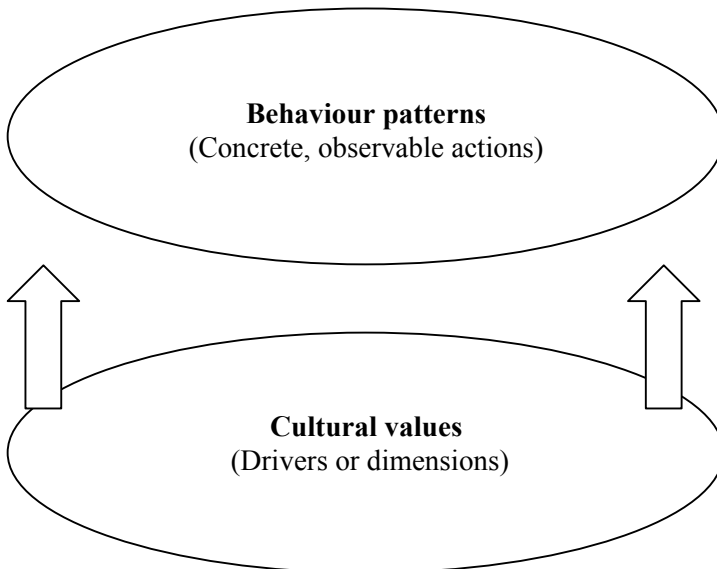 Behaviour patterns
(Concrete, observable actions)
Cultural values
(Drivers or dimensions)